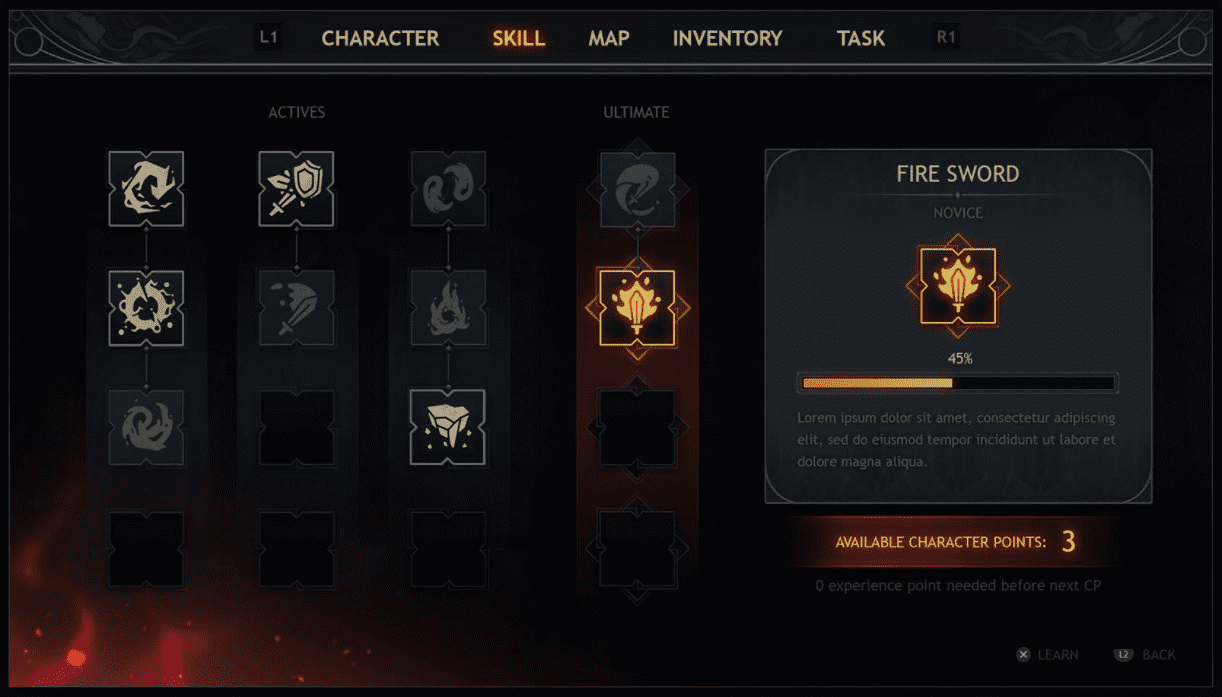 L1 CHARACTER SKILL MAP INVENTORY TASK R1
ACTIVES ULTIMATE
FIRE SWORD
NOVICE
45%
Lorem ipsum dolor sit amet, consectetur adipiscing
elit, sed do eiusmod tempor incididunt ut labore et
dolore magna aliqua.
AVAILABLE CHARACTER POINTS: 3
0 experience point needed before next CP
LEARN L2 BACK